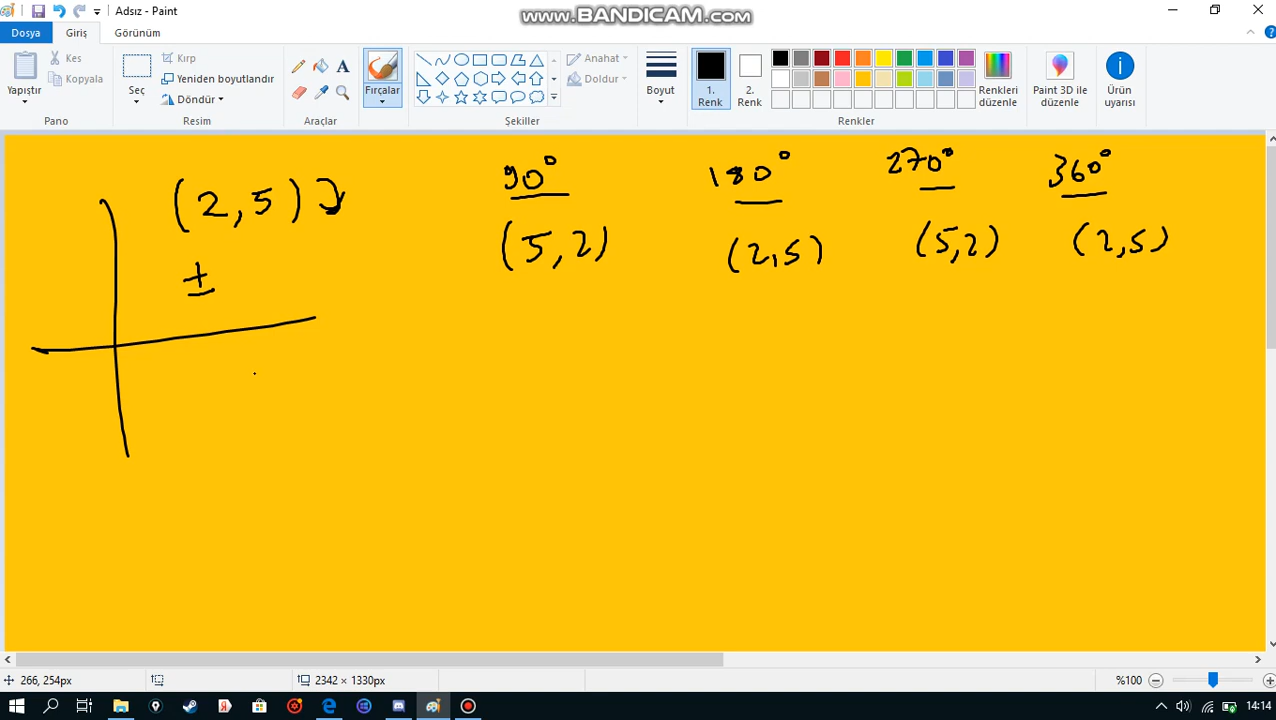 www.BANDICAM.com
Adsız - Paint
Dosya Giriş Görünüm
Yapıştır
Kes
Kopyala
Pano
Seç
Kırp
Yeniden boyutlandır
Döndür
Resim
A
Araçlar
Fırçalar
Anahat
Doldur
Şekiller
Boyut
1. Renk
2. Renk
Renkleri düzenle
Renkler
Paint 3D ile düzenle
Ürün uyarısı
90° 180° 270° 360°
(2,5)
(5,2) (2,5) (5,2) (2,5)
±
266, 254px
2342 × 1330px
%100
14:14